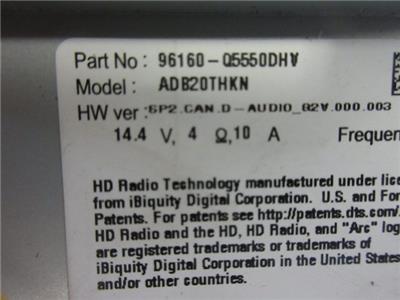 Part No : 96160-Q5550DHV
Model : ADB20THKN
HW ver : GP2.CAN.D-AUDIO_G2V.000.003
14.4 V, 4 Ω,10 A Frequen
HD Radio Technology manufactured under lice
from iBiquity Digital Corporation. U.S. and For
Patents. For patents see http://patents.dts.com/
HD Radio and the HD, HD Radio, and "Arc" log
are registered trademarks or trademarks of
iBiquity Digital Corporation in the United States
and/or other countries.